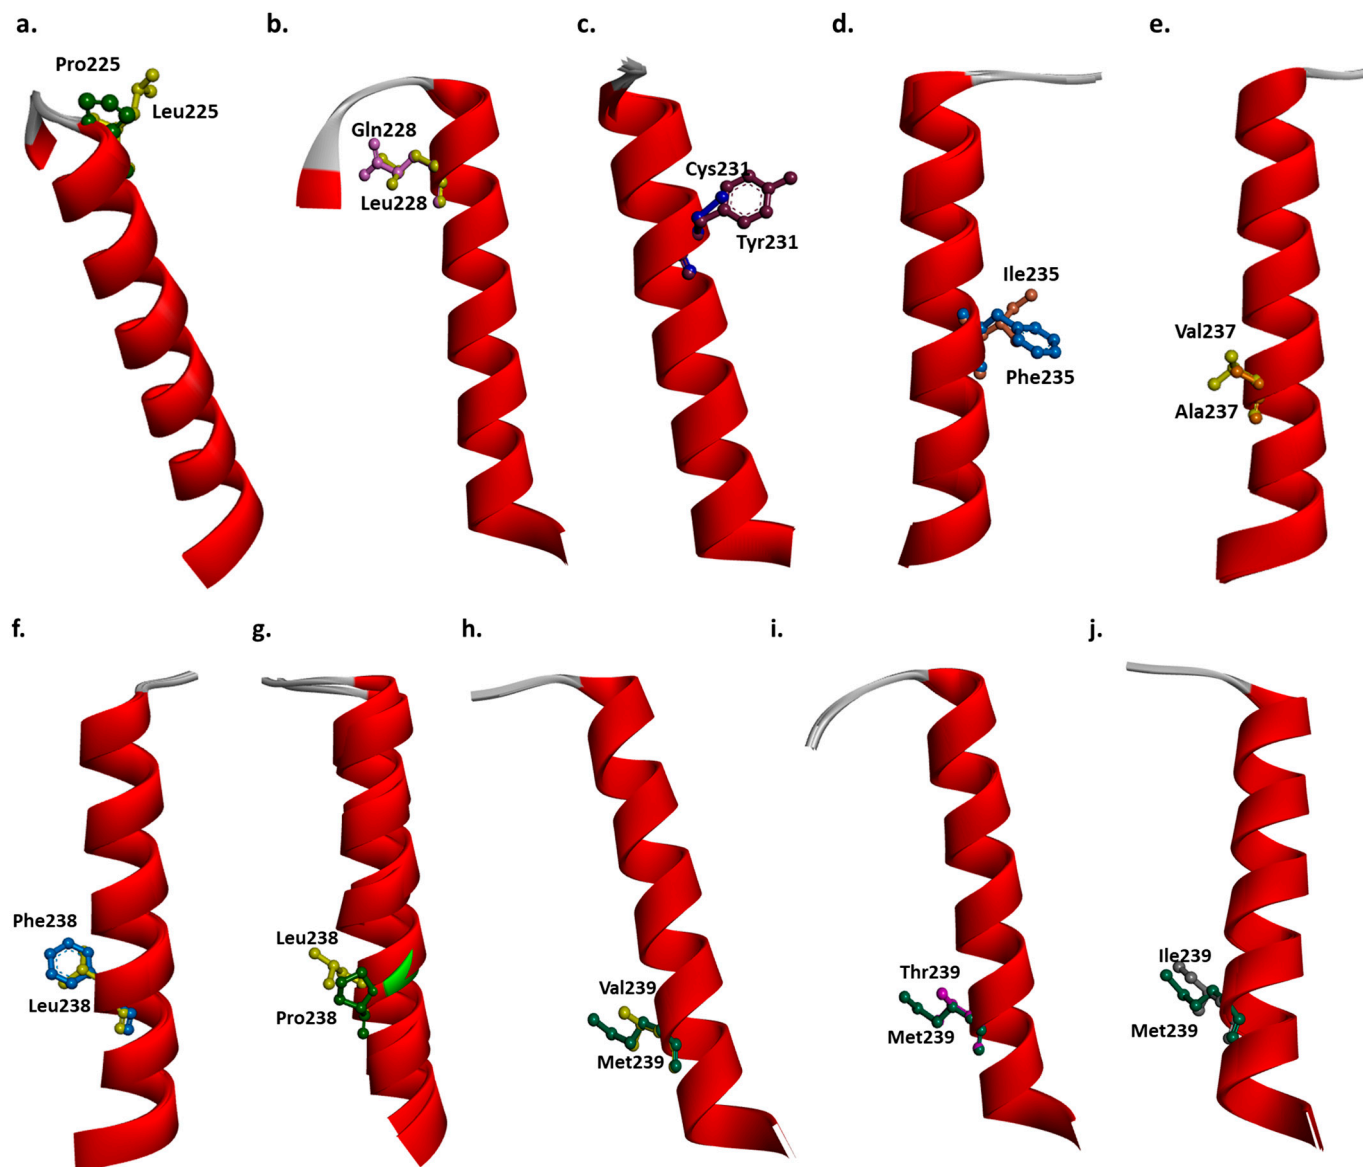 a.
b.
c.
d.
e.
Pro225
Leu225
Gln228
Leu228
Cys231
Tyr231
Ile235
Phe235
Val237
Ala237
f.
g.
h.
i.
j.
Phe238
Leu238
Leu238
Pro238
Val239
Met239
Thr239
Met239
Ile239
Met239